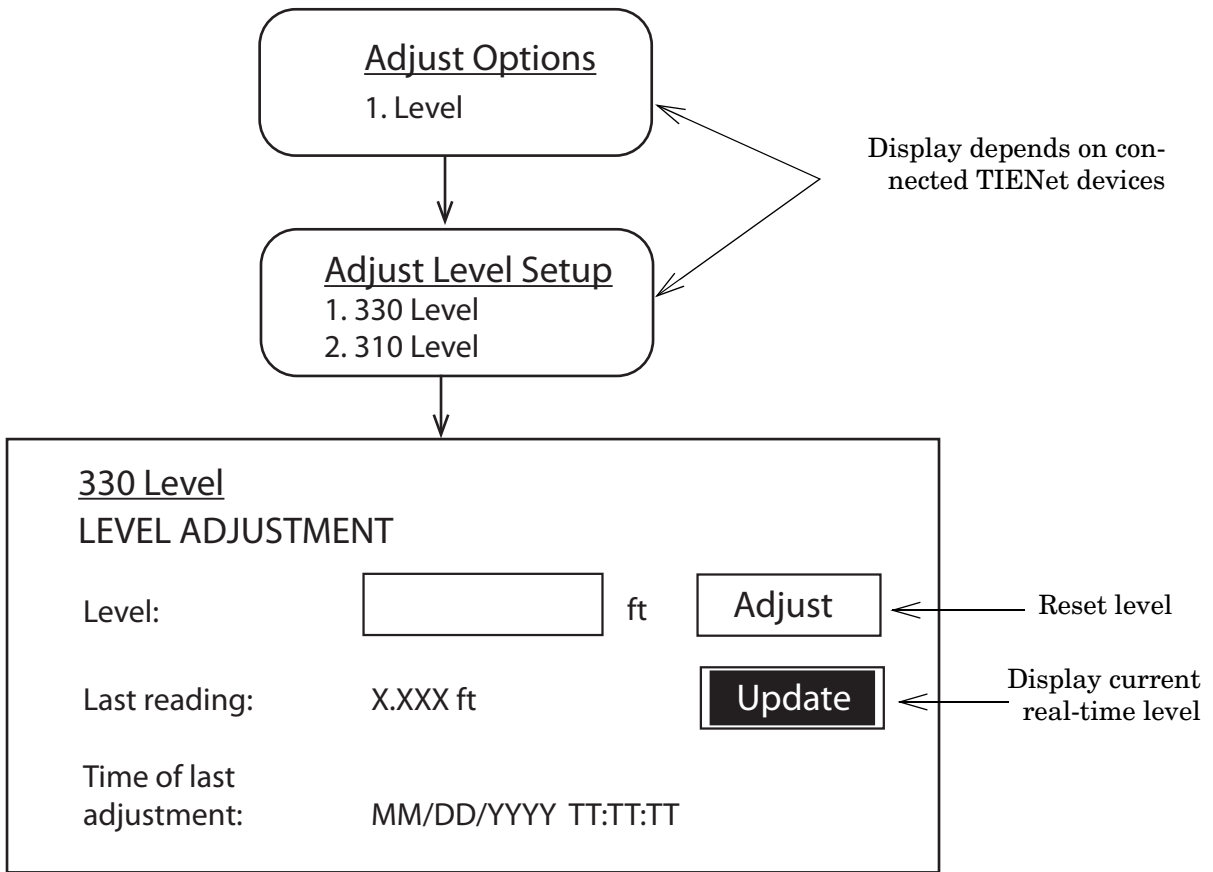 Adjust Options
1. Level
Display depends on con-
nected TIENet devices
Adjust Level Setup
1. 330 Level
2. 310 Level
330 Level
LEVEL ADJUSTMENT
Level: ft Adjust
Reset level
Last reading: X.XXX ft Update
Display current
real-time level
Time of last
adjustment: MM/DD/YYYY TT:TT:TT